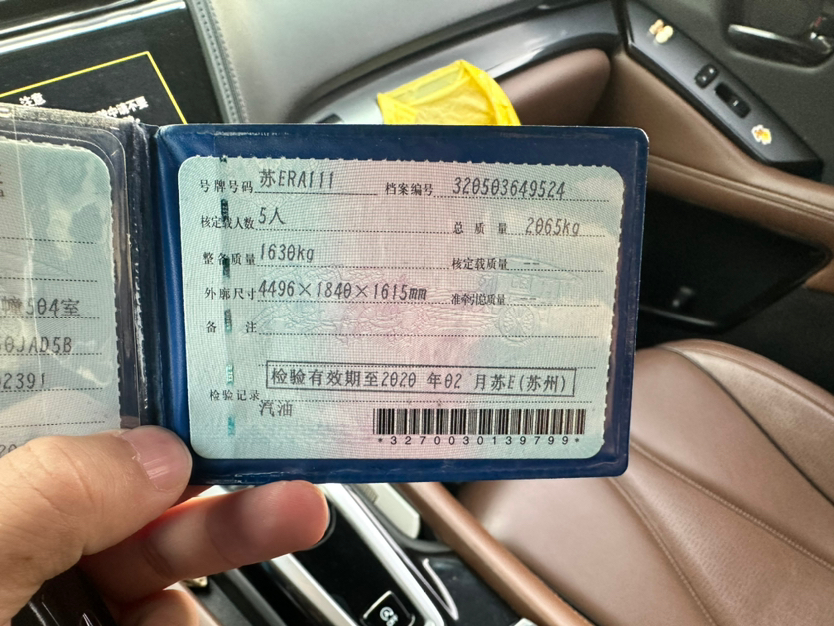 注意
号牌号码 苏ERA111 档案编号 320503649524
核定载人数 5人 总质量 2065kg
整备质量 1630kg 核定载质量 --
外廓尺寸 4496×1840×1615mm 准牵引总质量 --
备注
检验有效期至2020 年02 月苏E(苏州)
检验记录
汽油
*3270030139799*
504室
0JAD5B
02391